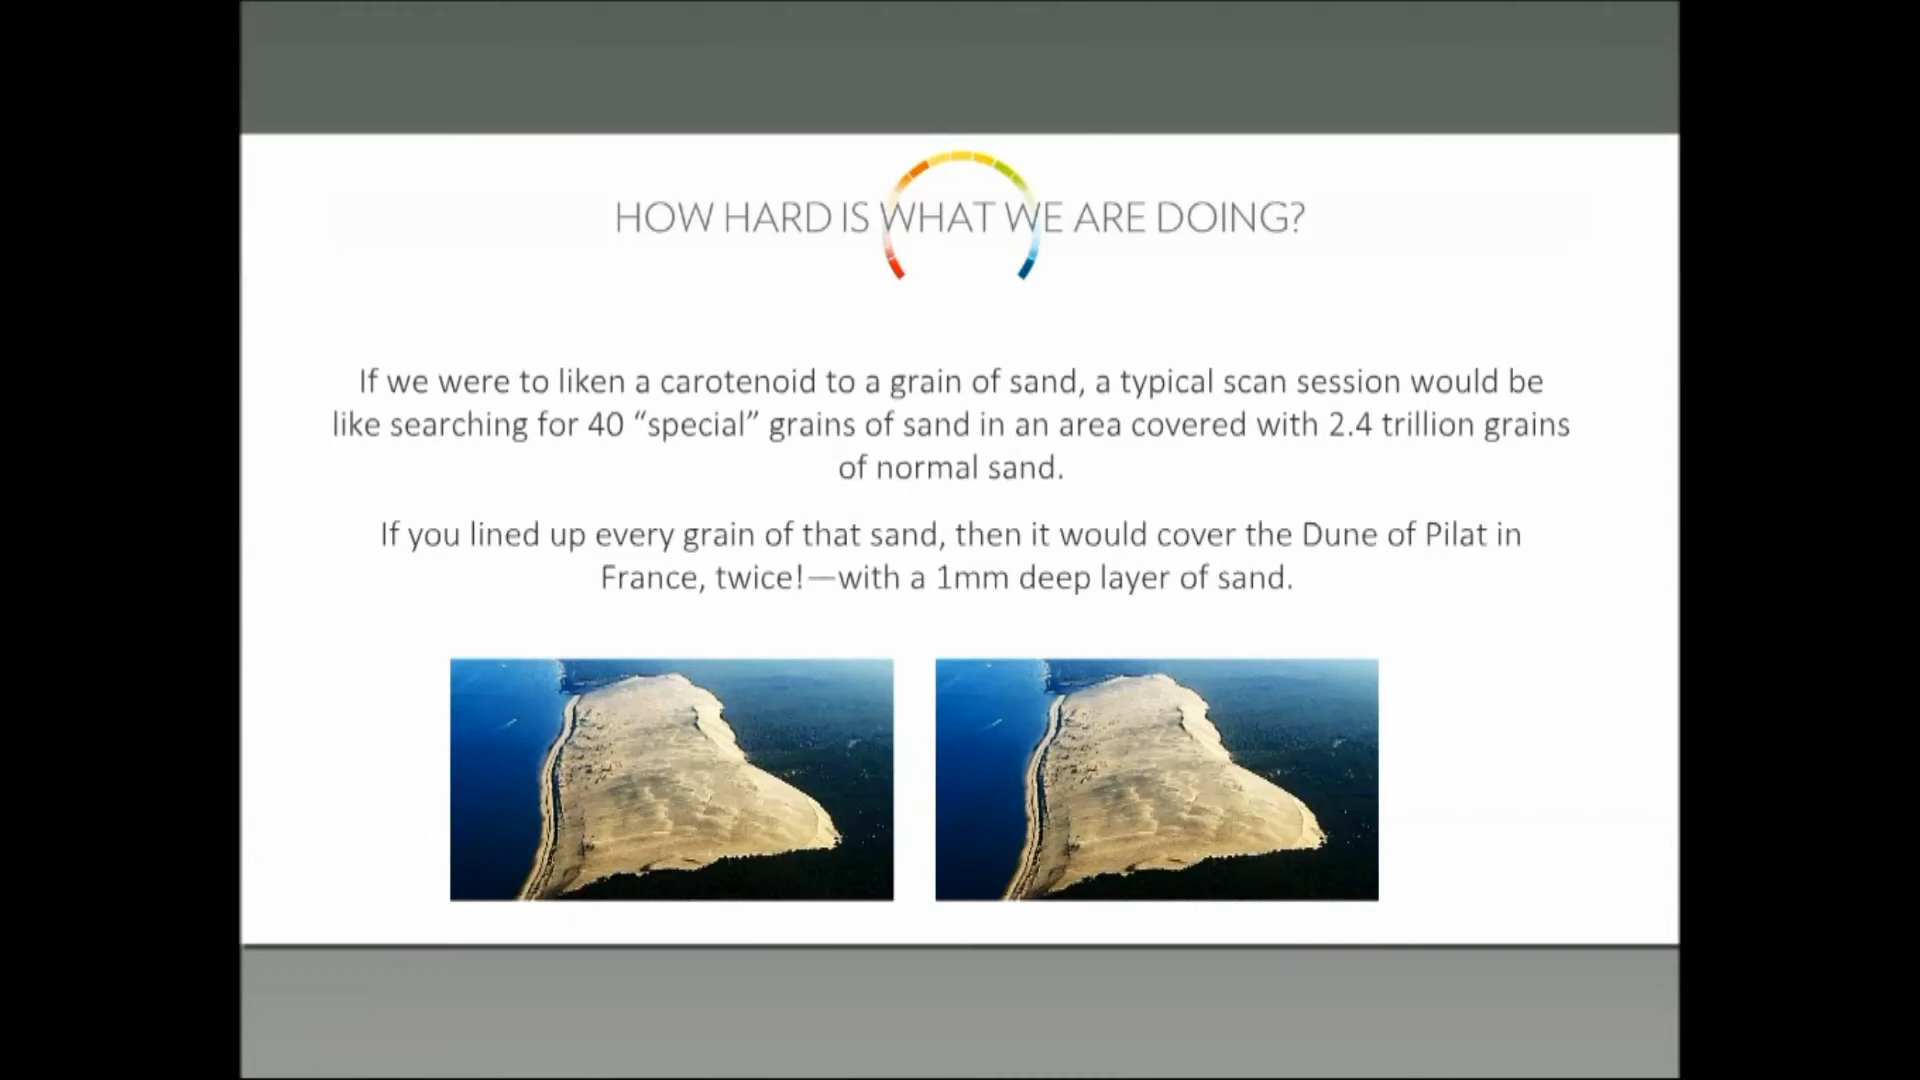 HOW HARD IS WHAT WE ARE DOING?
If we were to liken a carotenoid to a grain of sand, a typical scan session would be
like searching for 40 “special” grains of sand in an area covered with 2.4 trillion grains
of normal sand.
If you lined up every grain of that sand, then it would cover the Dune of Pilat in
France, twice!—with a 1mm deep layer of sand.